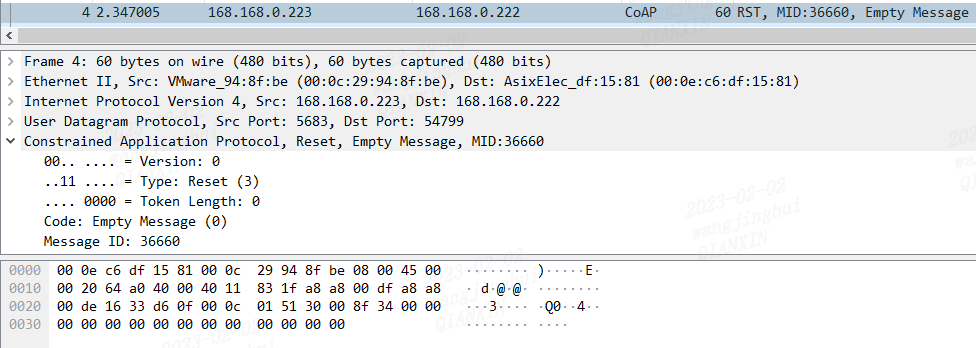 4 2.347005 168.168.0.223 168.168.0.222 CoAP 60 RST, MID:36660, Empty Message
Frame 4: 60 bytes on wire (480 bits), 60 bytes captured (480 bits)
Ethernet II, Src: VMware_94:8f:be (00:0c:29:94:8f:be), Dst: AsixElec_df:15:81 (00:0e:c6:df:15:81)
Internet Protocol Version 4, Src: 168.168.0.223, Dst: 168.168.0.222
User Datagram Protocol, Src Port: 5683, Dst Port: 54799
Constrained Application Protocol, Reset, Empty Message, MID:36660
00.. .... = Version: 0
..11 .... = Type: Reset (3)
.... 0000 = Token Length: 0
Code: Empty Message (0)
Message ID: 36660
2023-02-02
wangjinghui
QIANXIN
0000 00 0e c6 df 15 81 00 0c 29 94 8f be 08 00 45 00 ········ )·····E·
0010 00 20 64 a0 40 00 40 11 83 1f a8 a8 00 df a8 a8 · d·@·@· ········
0020 00 de 16 33 d6 0f 00 0c 01 51 30 00 8f 34 00 00 ···3···· ·Q0··4··
0030 00 00 00 00 00 00 00 00 00 00 00 00 ········ ····